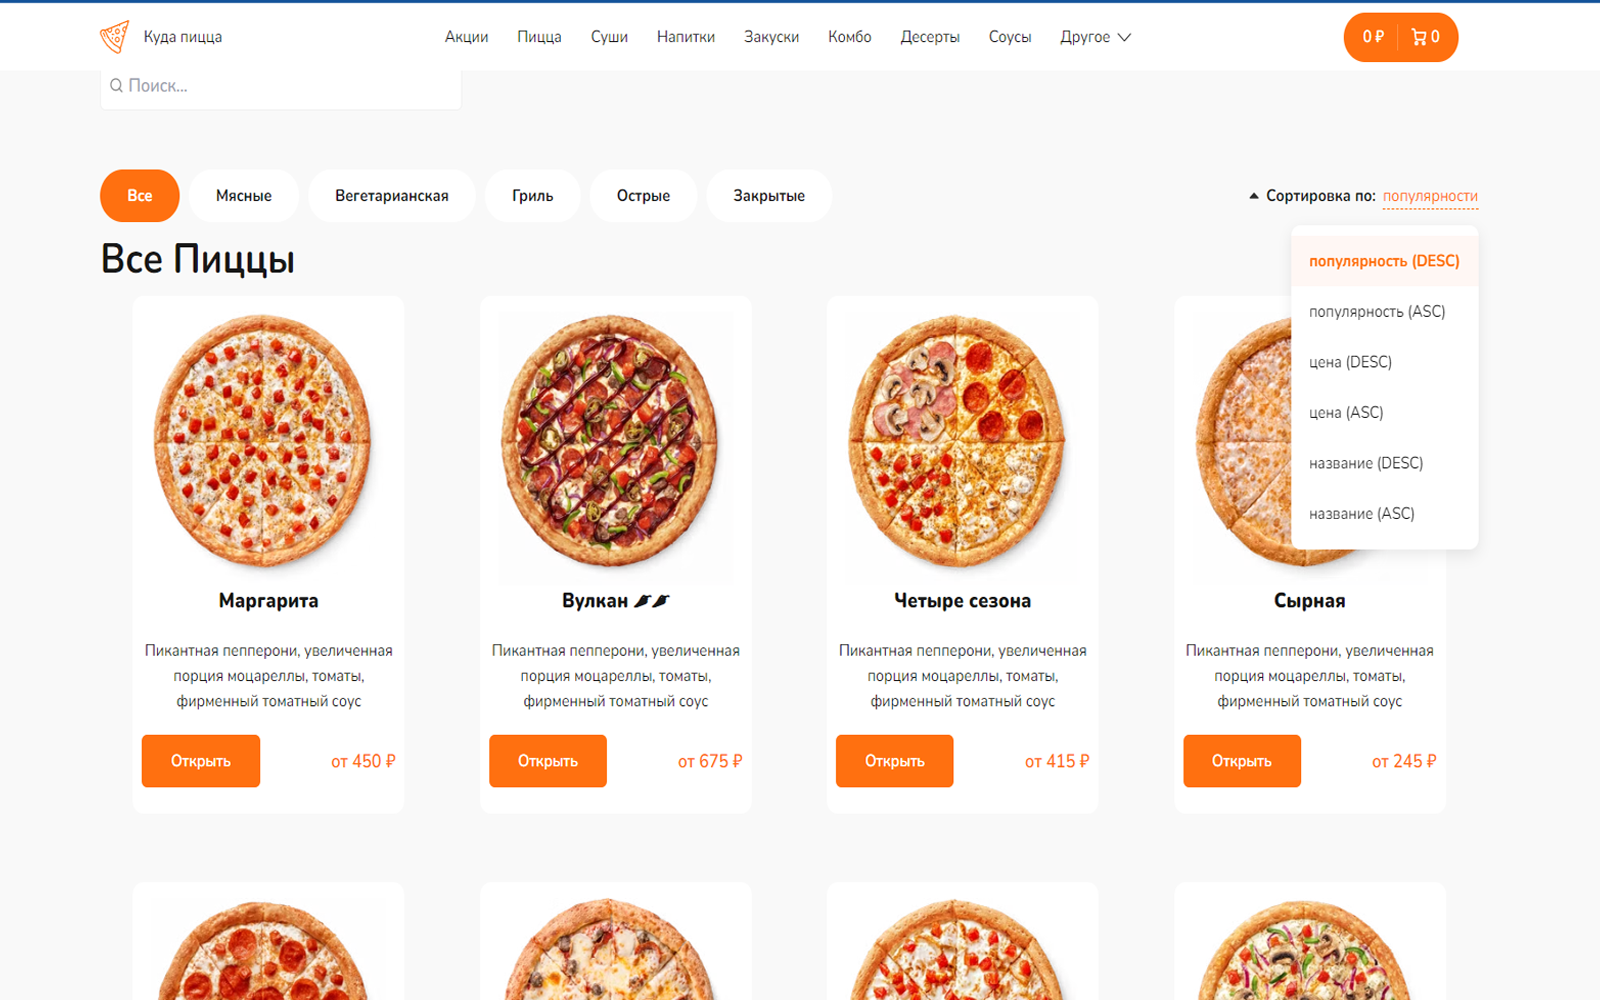 Куда пицца
Акции
Пицца
Суши
Напитки
Закуски
Комбо
Десерты
Соусы
Другое
0 ₽
0
Поиск...
Все
Мясные
Вегетарианская
Гриль
Острые
Закрытые
Сортировка по: популярности
Все Пиццы
популярность (DESC)
популярность (ASC)
цена (DESC)
цена (ASC)
название (DESC)
название (ASC)
Маргарита
Пикантная пепперони, увеличенная
порция моцареллы, томаты,
фирменный томатный соус
Открыть
от 450 ₽
Вулкан
Пикантная пепперони, увеличенная
порция моцареллы, томаты,
фирменный томатный соус
Открыть
от 675 ₽
Четыре сезона
Пикантная пепперони, увеличенная
порция моцареллы, томаты,
фирменный томатный соус
Открыть
от 415 ₽
Сырная
Пикантная пепперони, увеличенная
порция моцареллы, томаты,
фирменный томатный соус
Открыть
от 245 ₽